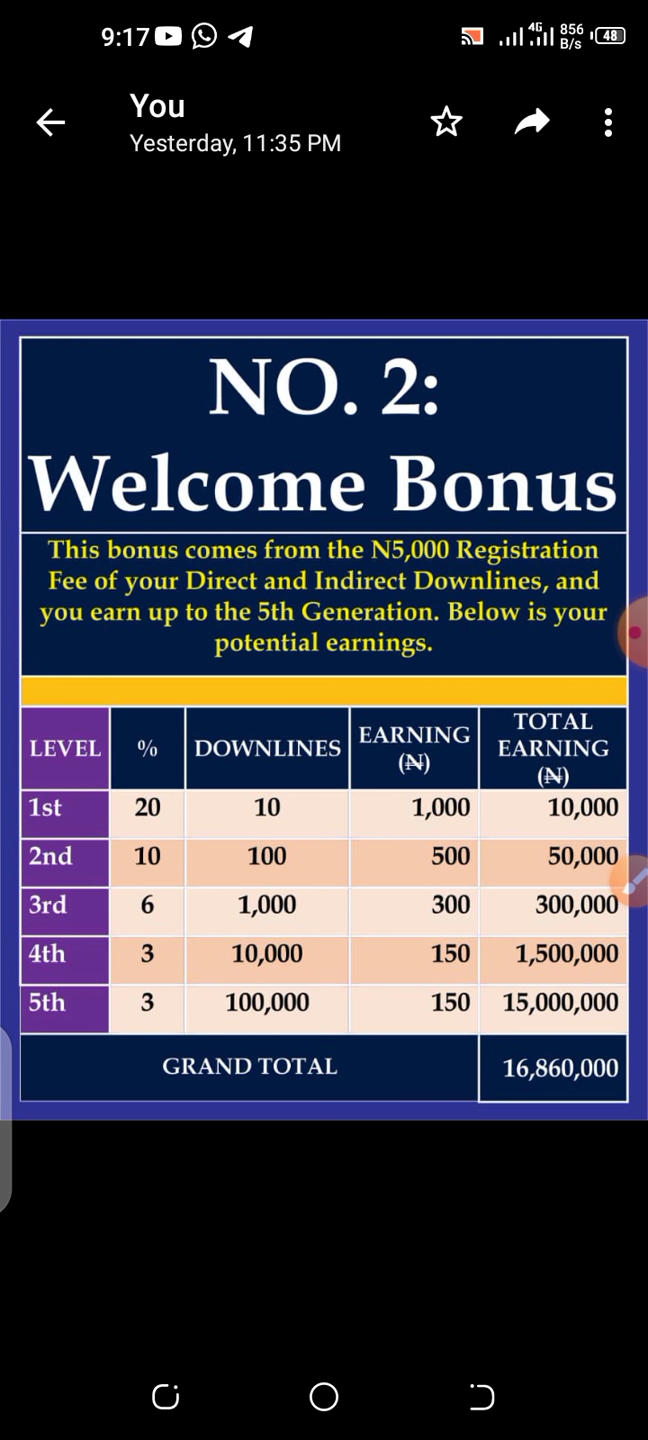 9:17
4G 856 B/s 48
You
Yesterday, 11:35 PM
NO. 2:
Welcome Bonus
This bonus comes from the N5,000 Registration
Fee of your Direct and Indirect Downlines, and
you earn up to the 5th Generation. Below is your
potential earnings.
LEVEL % DOWNLINES EARNING (₦) TOTAL EARNING (₦)
1st 20 10 1,000 10,000
2nd 10 100 500 50,000
3rd 6 1,000 300 300,000
4th 3 10,000 150 1,500,000
5th 3 100,000 150 15,000,000
GRAND TOTAL 16,860,000